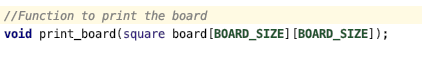 //Function to print the board
void print_board(square board[BOARD_SIZE][BOARD_SIZE]);